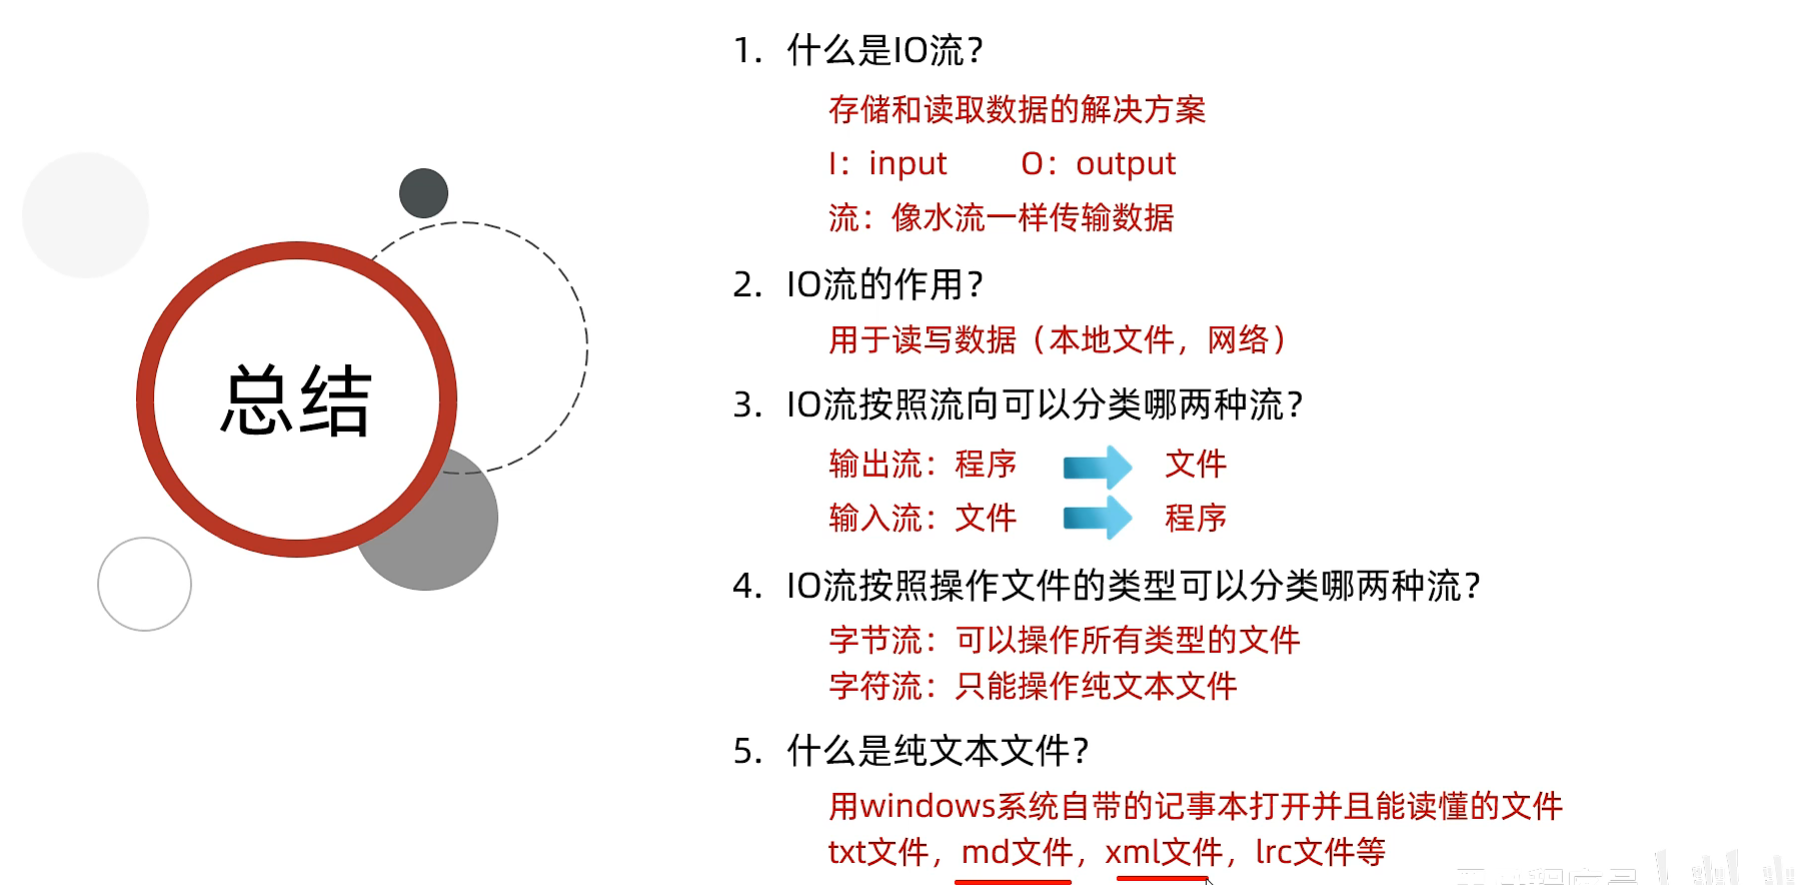 总结
1. 什么是IO流？
存储和读取数据的解决方案
I：input O：output
流：像水流一样传输数据
2. IO流的作用？
用于读写数据（本地文件，网络）
3. IO流按照流向可以分类哪两种流？
输出流：程序 文件
输入流：文件 程序
4. IO流按照操作文件的类型可以分类哪两种流？
字节流：可以操作所有类型的文件
字符流：只能操作纯文本文件
5. 什么是纯文本文件？
用windows系统自带的记事本打开并且能读懂的文件
txt文件，md文件，xml文件，lrc文件等